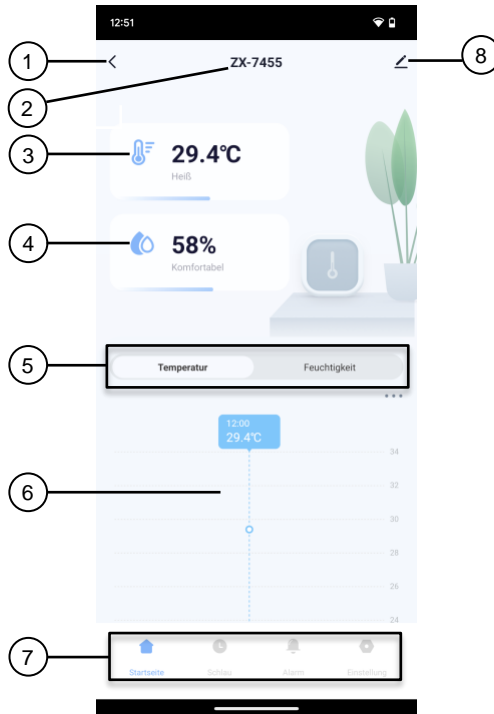 12:51
1
ZX-7455
8
2
3
29.4°C
Heiß
4
58%
Komfortabel
5
Temperatur Feuchtigkeit
12:00
29.4°C
34
6
32
30
28
26
24
7
Startseite Schlau Alarm Einstellung